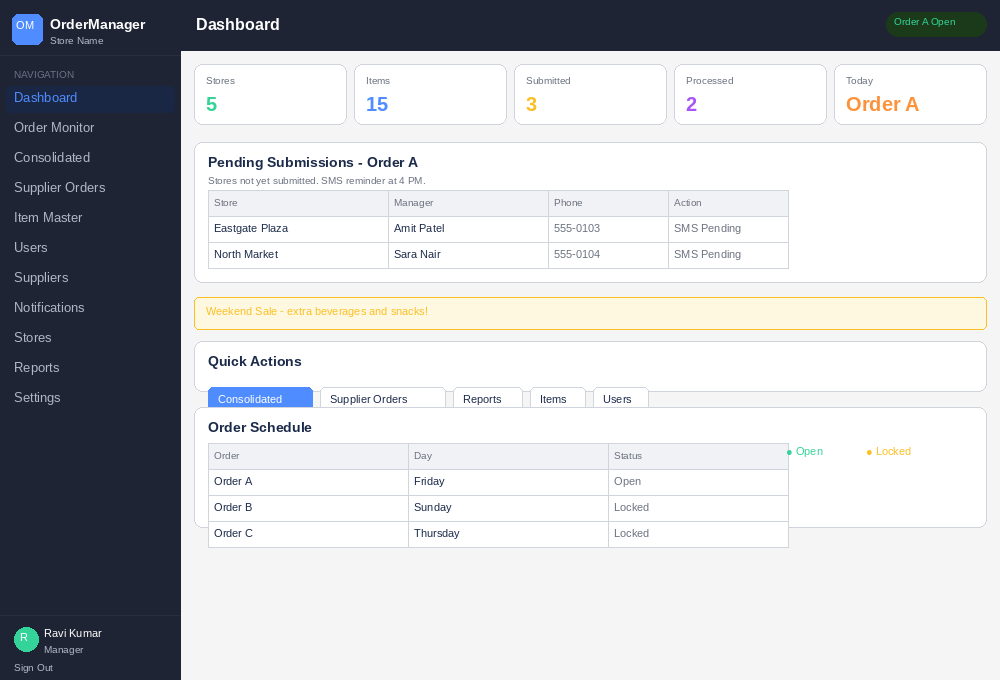 OM
OrderManager
Store Name
NAVIGATION
Dashboard
Order Monitor
Consolidated
Supplier Orders
Item Master
Users
Suppliers
Notifications
Stores
Reports
Settings
R
Ravi Kumar
Manager
Sign Out
Dashboard
Order A Open
Stores
5
Items
15
Submitted
3
Processed
2
Today
Order A
Pending Submissions - Order A
Stores not yet submitted. SMS reminder at 4 PM.
Store Manager Phone Action
Eastgate Plaza Amit Patel 555-0103 SMS Pending
North Market Sara Nair 555-0104 SMS Pending
Weekend Sale - extra beverages and snacks!
Quick Actions
Consolidated Supplier Orders Reports Items Users
Order Schedule
Order Day Status
● Open ● Locked
Order A Friday Open
Order B Sunday Locked
Order C Thursday Locked